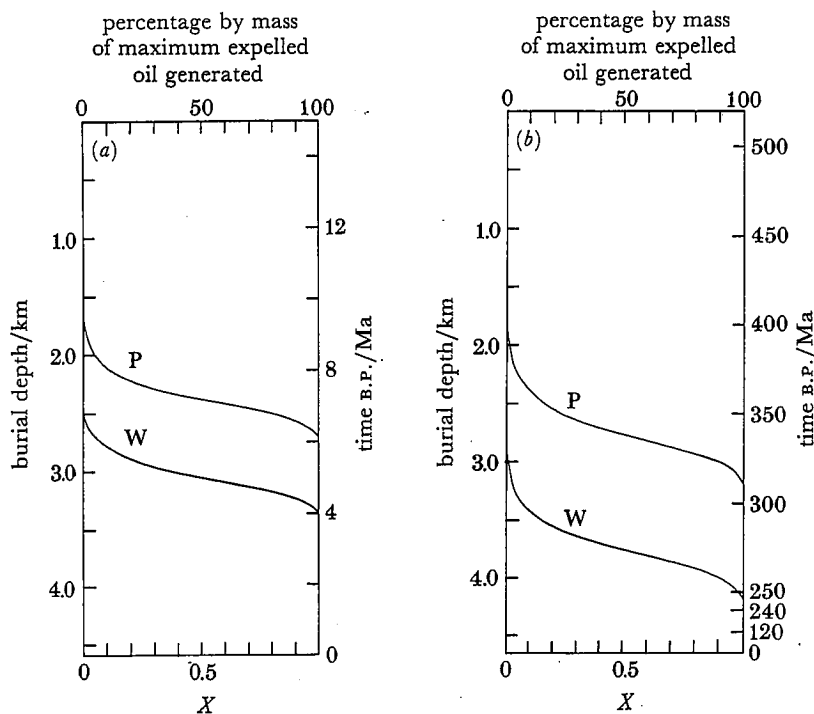 percentage by mass
of maximum expelled
oil generated
0 50 100
(a)
1.0
2.0
3.0
4.0
burial depth/km
12
8
4
0
time B.P./Ma
P
W
0 0.5
X
percentage by mass
of maximum expelled
oil generated
0 50 100
(b)
1.0
2.0
3.0
4.0
burial depth/km
500
450
400
350
300
250
240
120
0
time B.P./Ma
P
W
0 0.5
X